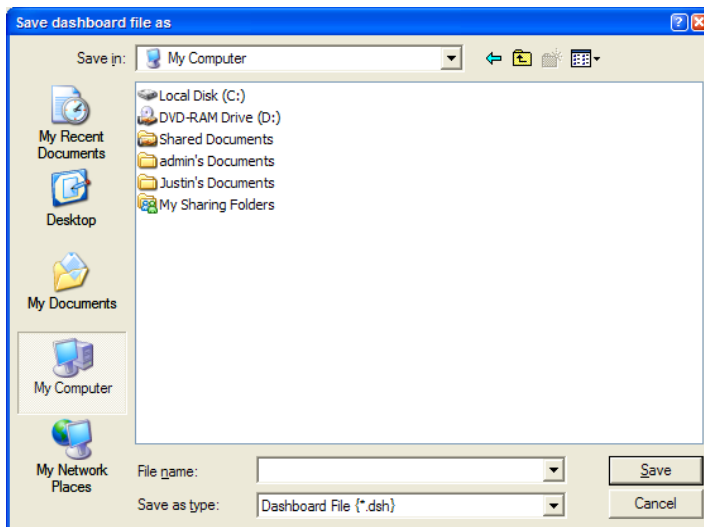 Save dashboard file as
Save in:
My Computer
My Recent
Documents
Desktop
My Documents
My Computer
My Network
Places
Local Disk (C:)
DVD-RAM Drive (D:)
Shared Documents
admin's Documents
Justin's Documents
My Sharing Folders
File name:
Save
Save as type:
Dashboard File {*.dsh}
Cancel